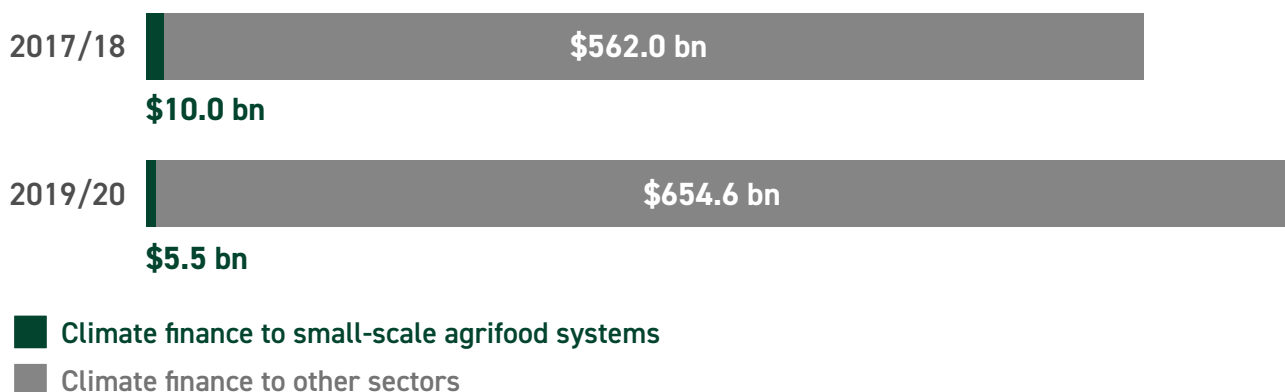 2017/18
$562.0 bn
$10.0 bn
2019/20
$654.6 bn
$5.5 bn
Climate finance to small-scale agrifood systems
Climate finance to other sectors